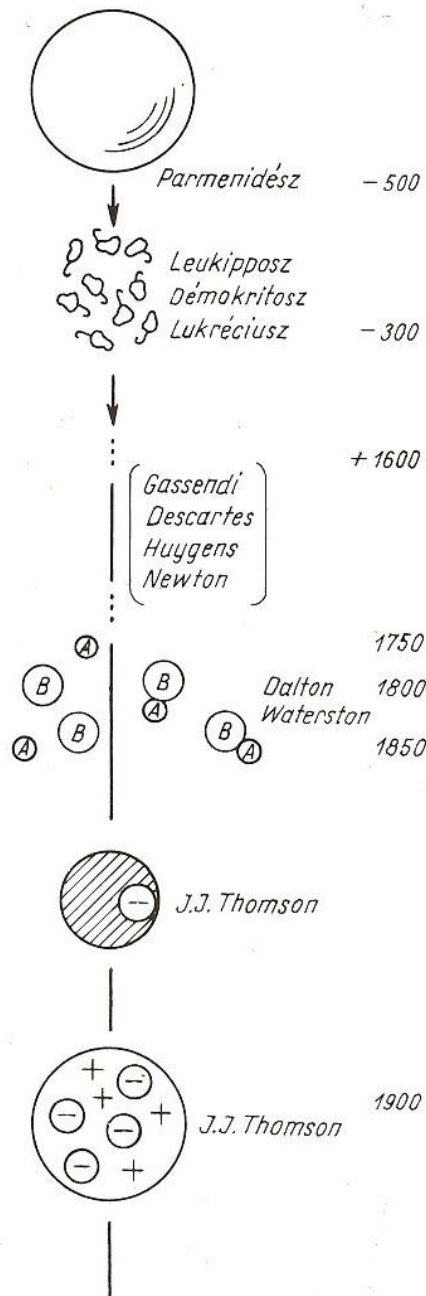 Parmenidész − 500
Leukipposz
Démokritosz
Lukréciusz − 300
+ 1600
Gassendi
Descartes
Huygens
Newton
1750
A
B
B
A
Dalton 1800
Waterston
B
A
B
A
1850
−−
J.J. Thomson
1900
+ −
+
− − +
J.J. Thomson
− +